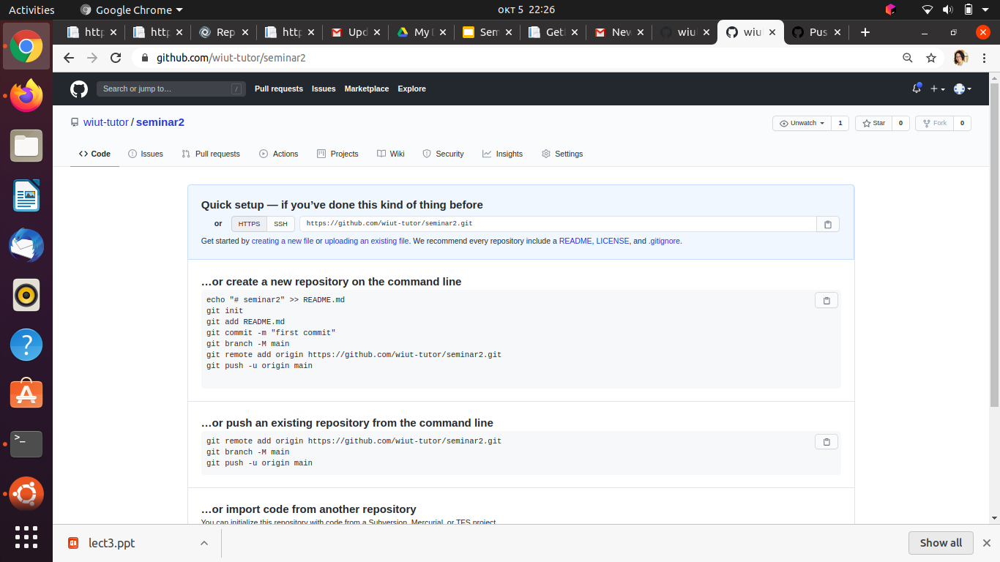 Activities
Google Chrome
окт 5 22:26
http
http
Rep
http
Upd
My D
Sem
Getl
New
wiu
wiut
Pus
github.com/wiut-tutor/seminar2
Search or jump to…
/
Pull requests
Issues
Marketplace
Explore
wiut-tutor / seminar2
Unwatch
1
Star
0
Fork
0
Code
Issues
Pull requests
Actions
Projects
Wiki
Security
Insights
Settings
Quick setup — if you’ve done this kind of thing before
or
HTTPS
SSH
https://github.com/wiut-tutor/seminar2.git
Get started by creating a new file or uploading an existing file. We recommend every repository include a README, LICENSE, and .gitignore.
…or create a new repository on the command line
echo "# seminar2" >> README.md
git init
git add README.md
git commit -m "first commit"
git branch -M main
git remote add origin https://github.com/wiut-tutor/seminar2.git
git push -u origin main
…or push an existing repository from the command line
git remote add origin https://github.com/wiut-tutor/seminar2.git
git branch -M main
git push -u origin main
…or import code from another repository
You can initialize this repository with code from a Subversion, Mercurial, or TFS project.
lect3.ppt
Show all